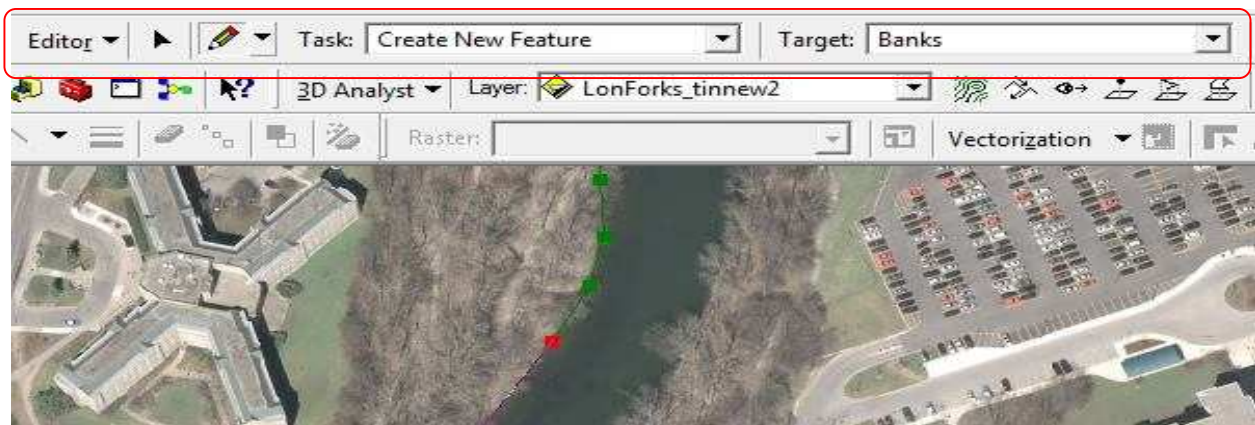 Editor Task: Create New Feature Target: Banks
3D Analyst Layer: LonForks_tinnew2
Raster: Vectorization